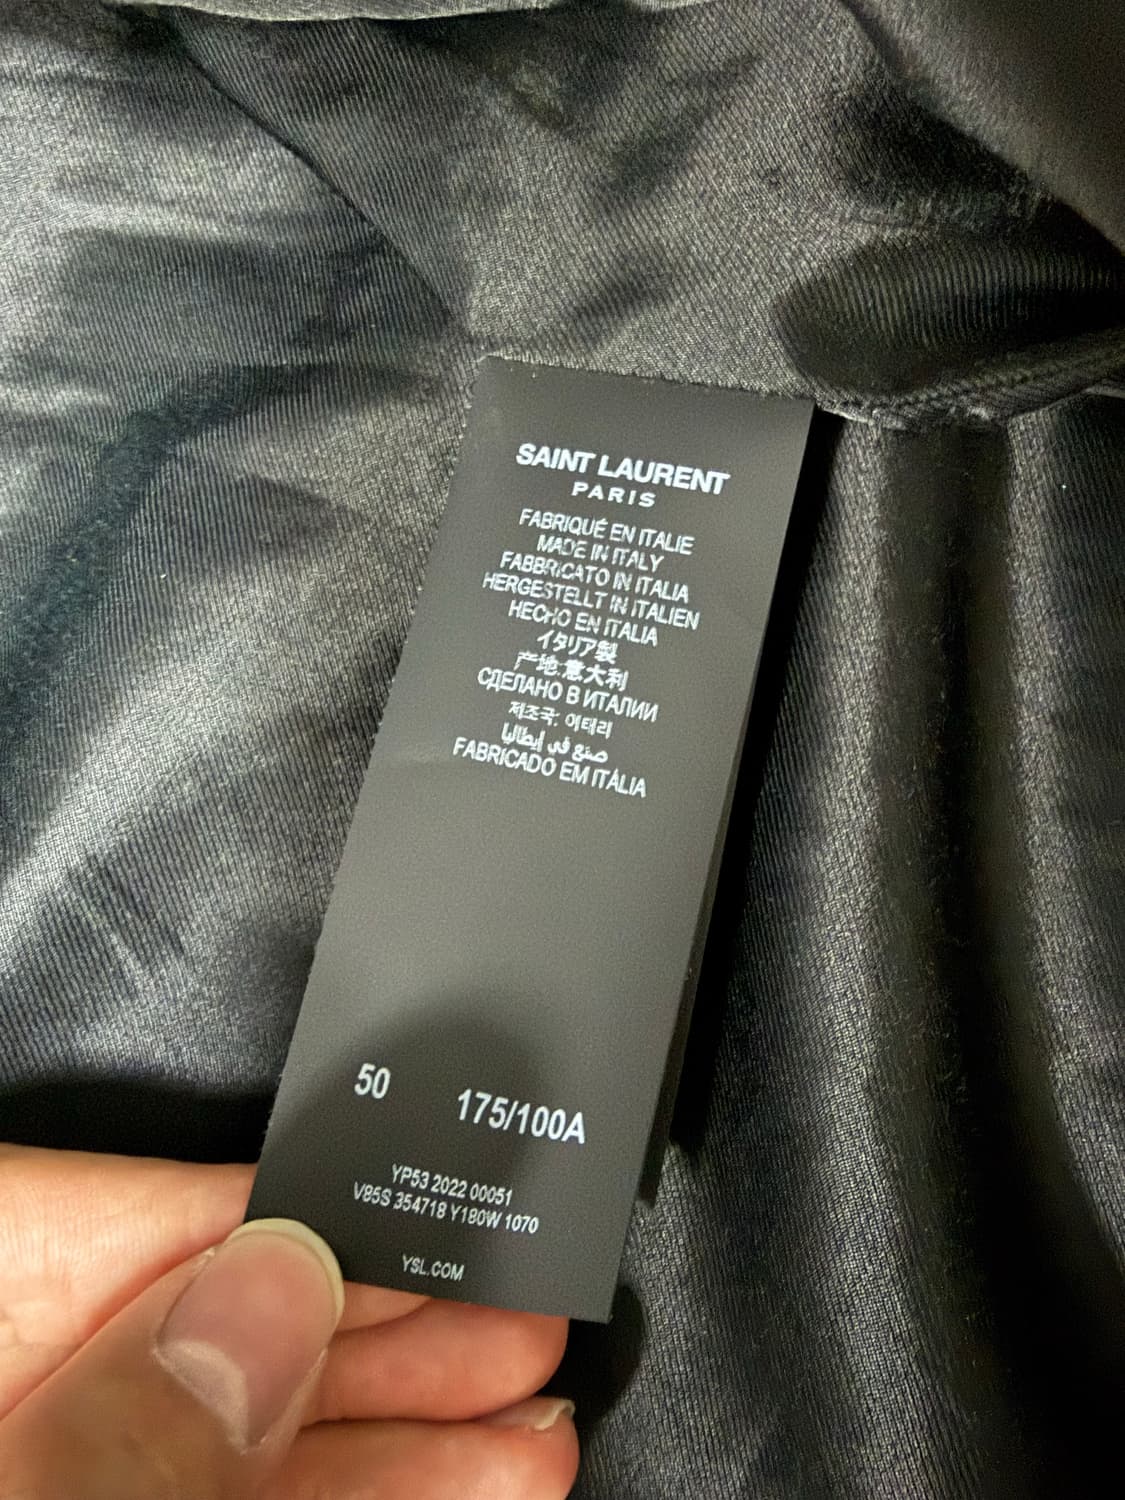 SAINT LAURENT
PARIS
FABRIQUÉ EN ITALIE
MADE IN ITALY
FABBRICATO IN ITALIA
HERGESTELLT IN ITALIEN
HECHO EN ITALIA
イタリア製
产地:意大利
СДЕЛАНО В ИТАЛИИ
제조국: 이태리
صنع في إيطاليا
FABRICADO EM ITÁLIA
50 175/100A
YP53 2022 00051
V85S 354718 Y180W 1070
YSL.COM